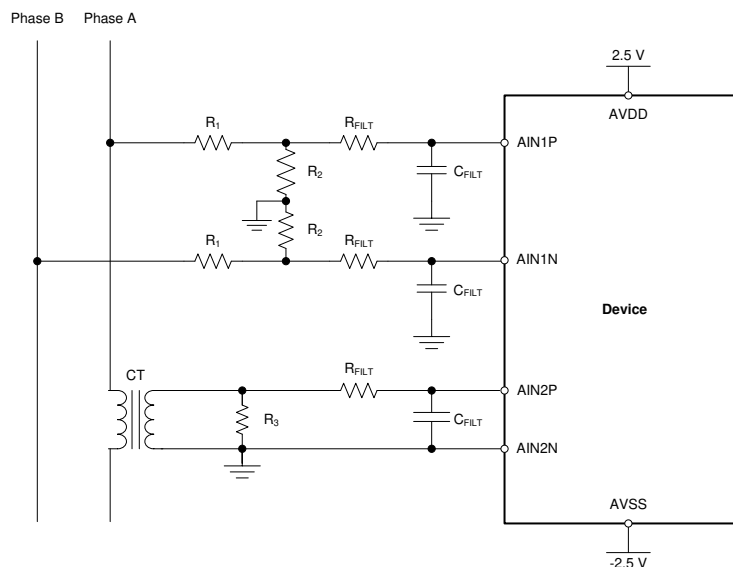 Phase B
Phase A
2.5 V
AVDD
R1
RFILT
AIN1P
R2
CFILT
R2
R1
RFILT
AIN1N
CFILT
Device
CT
RFILT
AIN2P
R3
CFILT
AIN2N
AVSS
-2.5 V